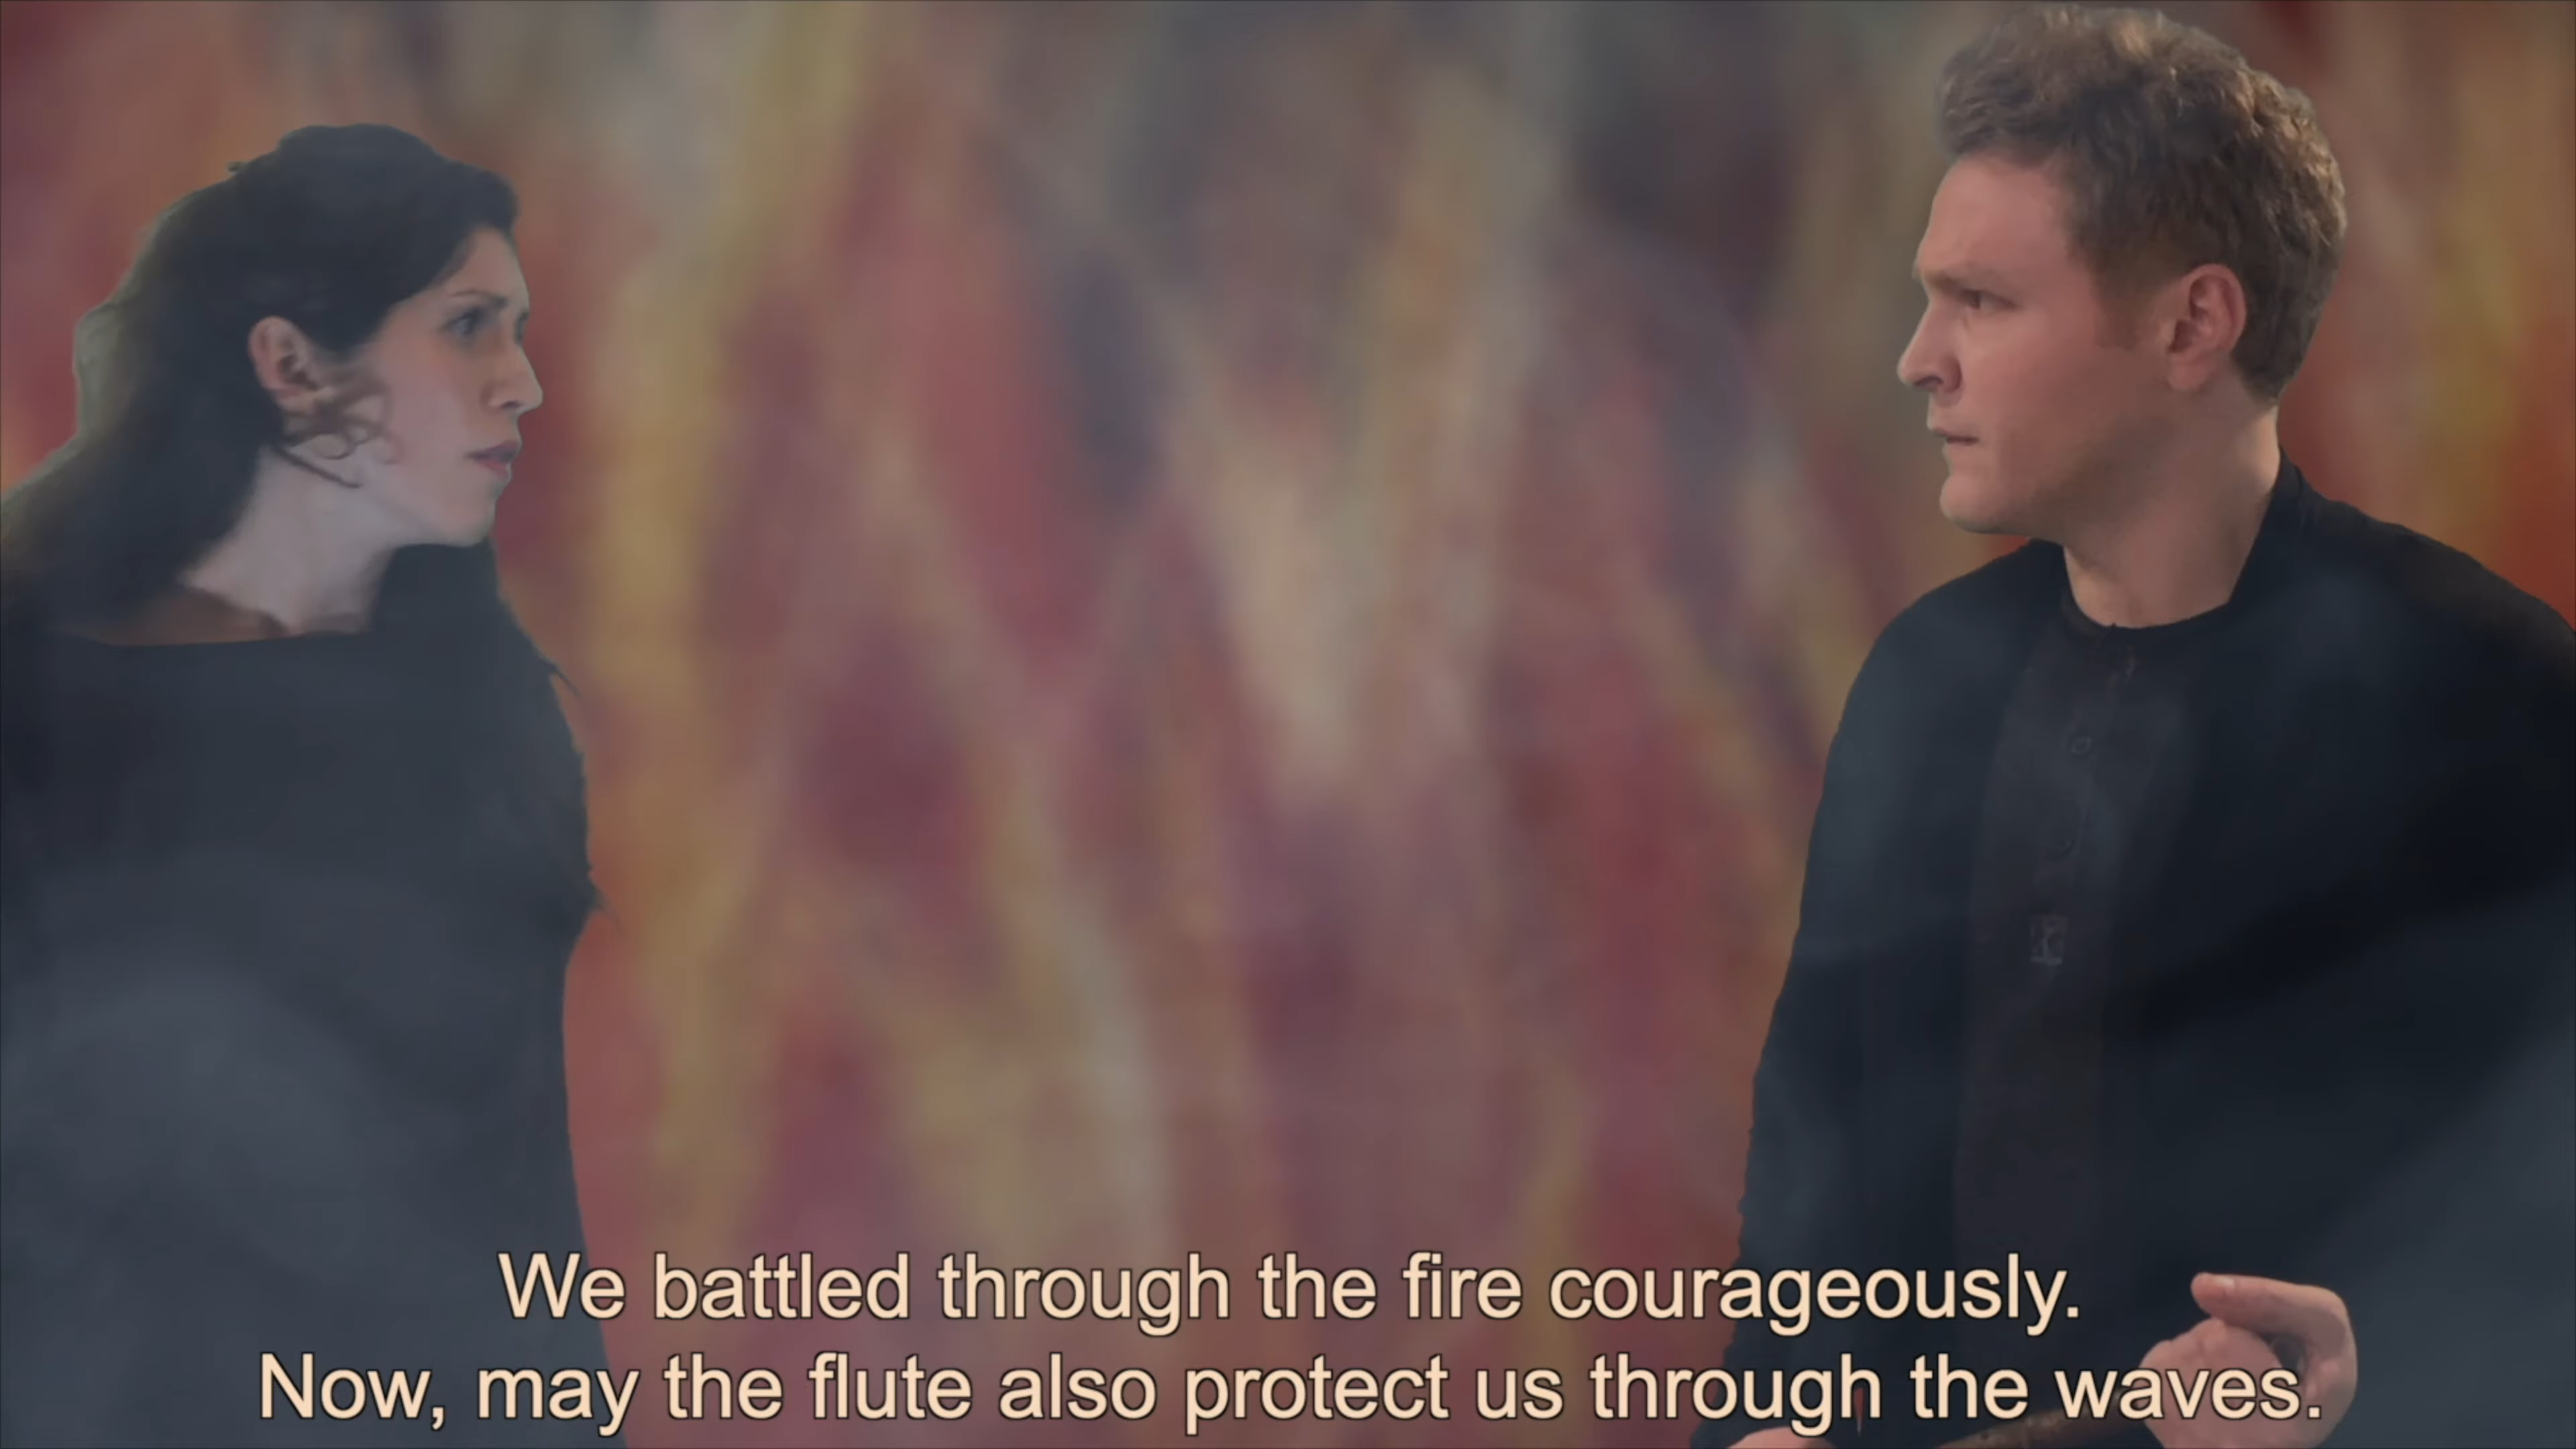 We battled through the fire courageously.
Now, may the flute also protect us through the waves.